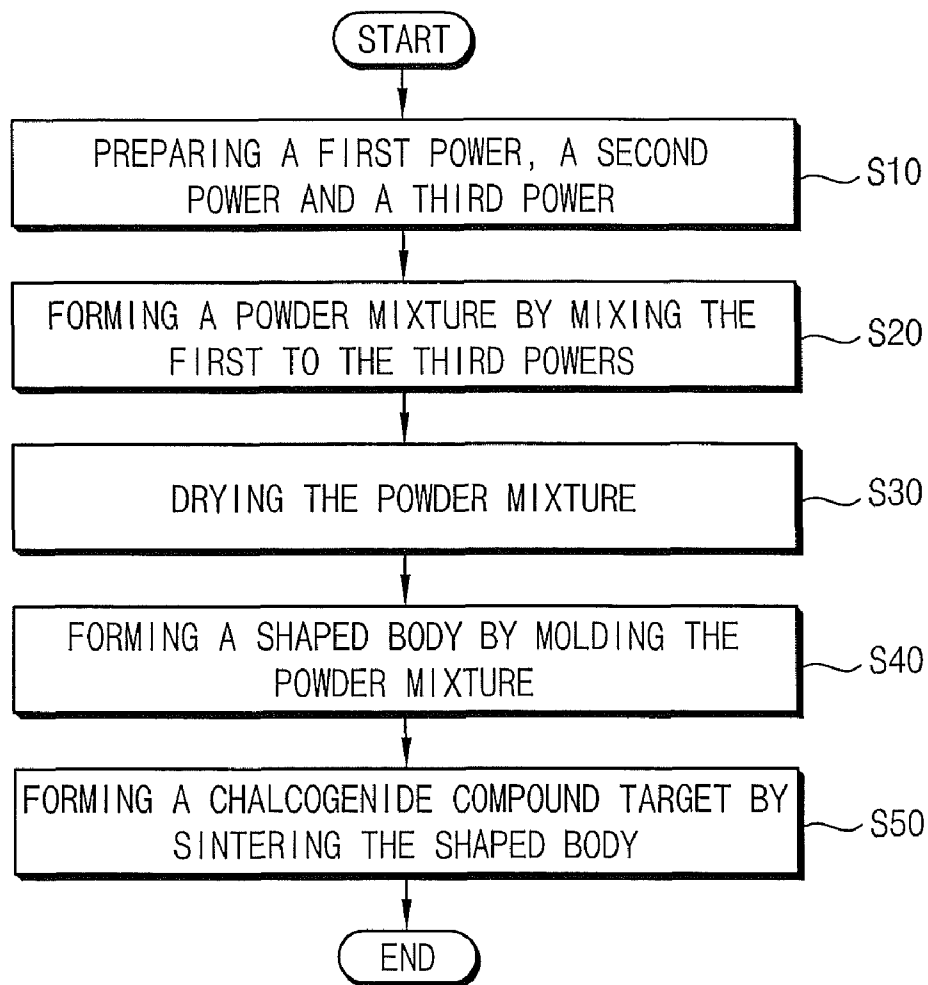 START
PREPARING A FIRST POWER, A SECOND
POWER AND A THIRD POWER
S10
FORMING A POWDER MIXTURE BY MIXING THE
FIRST TO THE THIRD POWERS
S20
DRYING THE POWDER MIXTURE
S30
FORMING A SHAPED BODY BY MOLDING THE
POWDER MIXTURE
S40
FORMING A CHALCOGENIDE COMPOUND TARGET BY
SINTERING THE SHAPED BODY
S50
END